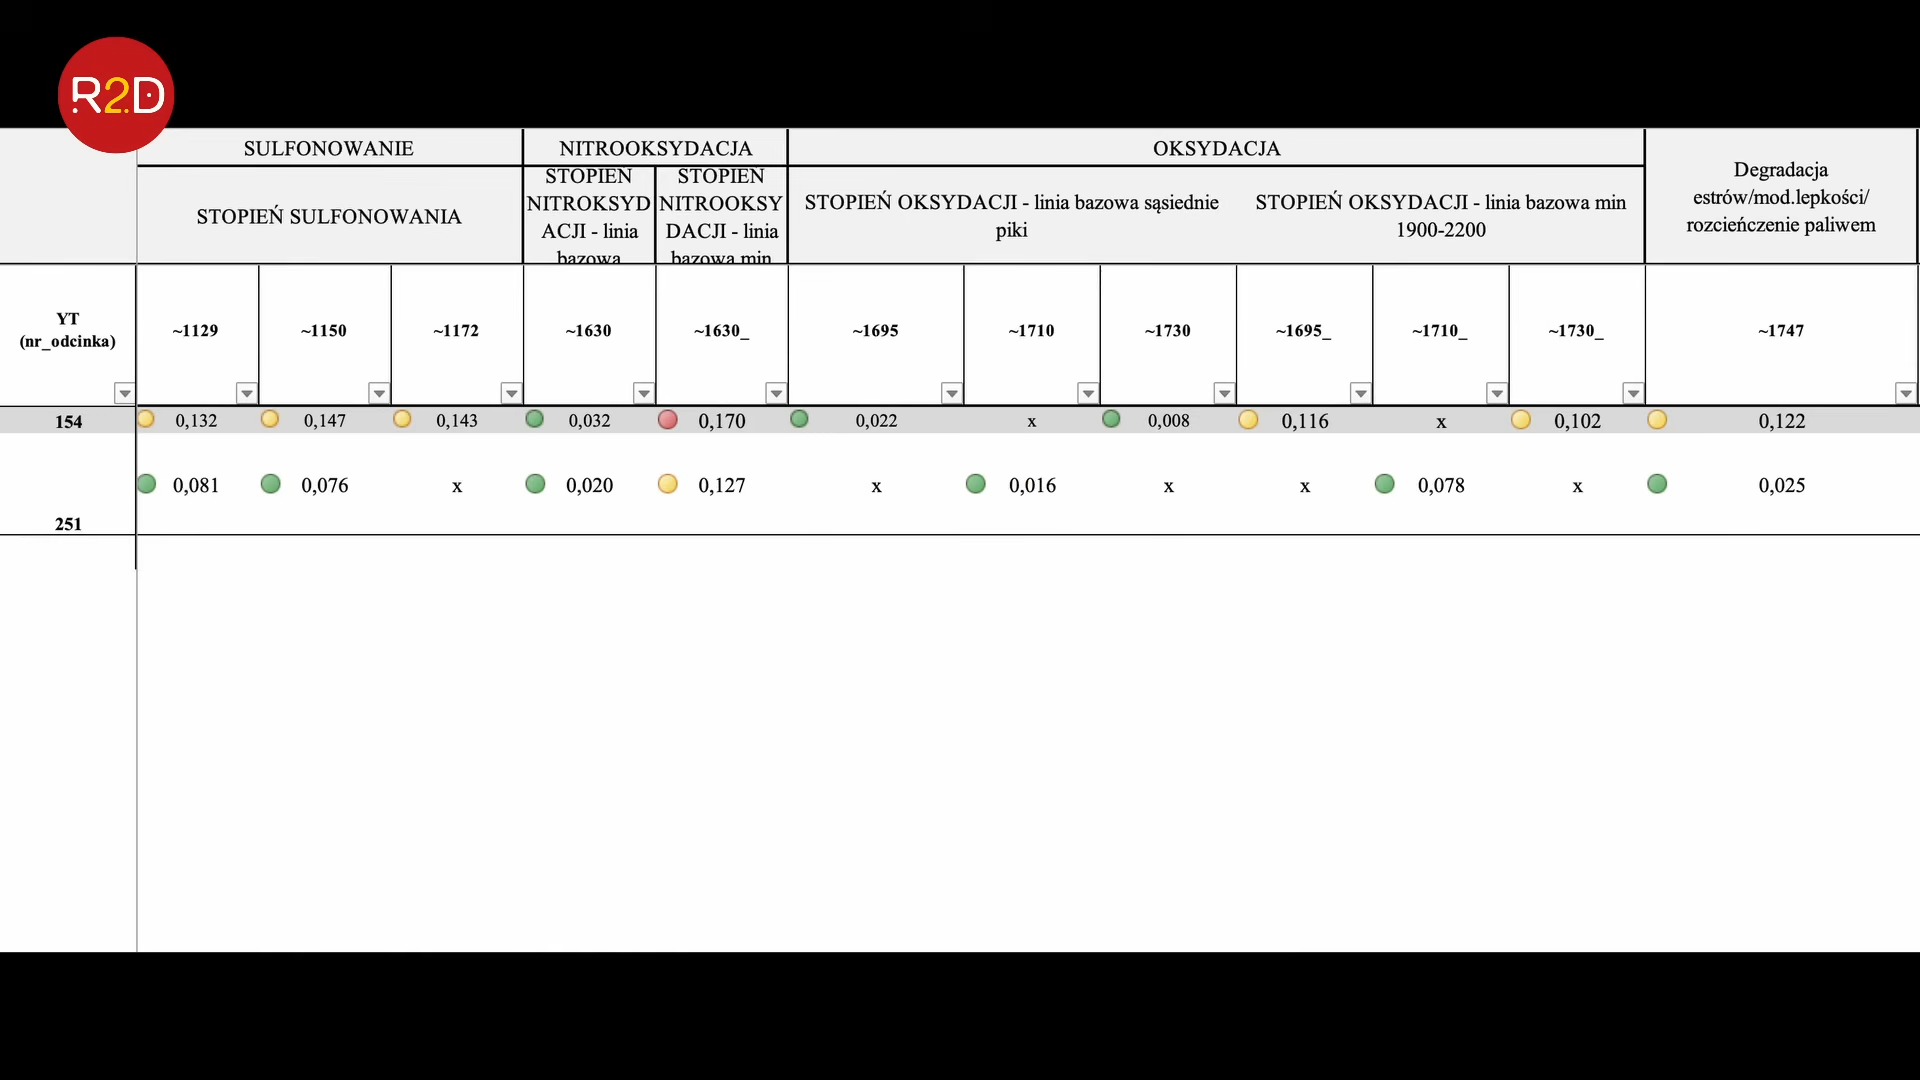 R2D
SULFONOWANIE
NITROOKSYDACJA
OKSYDACJA
STOPIEŃ SULFONOWANIA
STOPIEŃ
NITROKSYD
ACJI - linia
bazowa
STOPIEŃ
NITROOKSY
DACJI - linia
bazowa min
STOPIEŃ OKSYDACJI - linia bazowa sąsiednie
piki
STOPIEŃ OKSYDACJI - linia bazowa min
1900-2200
Degradacja
estrów/mod.lepkości/
rozcieńczenie paliwem
YT
(nr_odcinka)
~1129 ~1150 ~1172 ~1630 ~1630_ ~1695 ~1710 ~1730 ~1695_ ~1710_ ~1730_ ~1747
154 0,132 0,147 0,143 0,032 0,170 0,022 x 0,008 0,116 x 0,102 0,122
0,081 0,076 x 0,020 0,127 x 0,016 x x 0,078 x 0,025
251